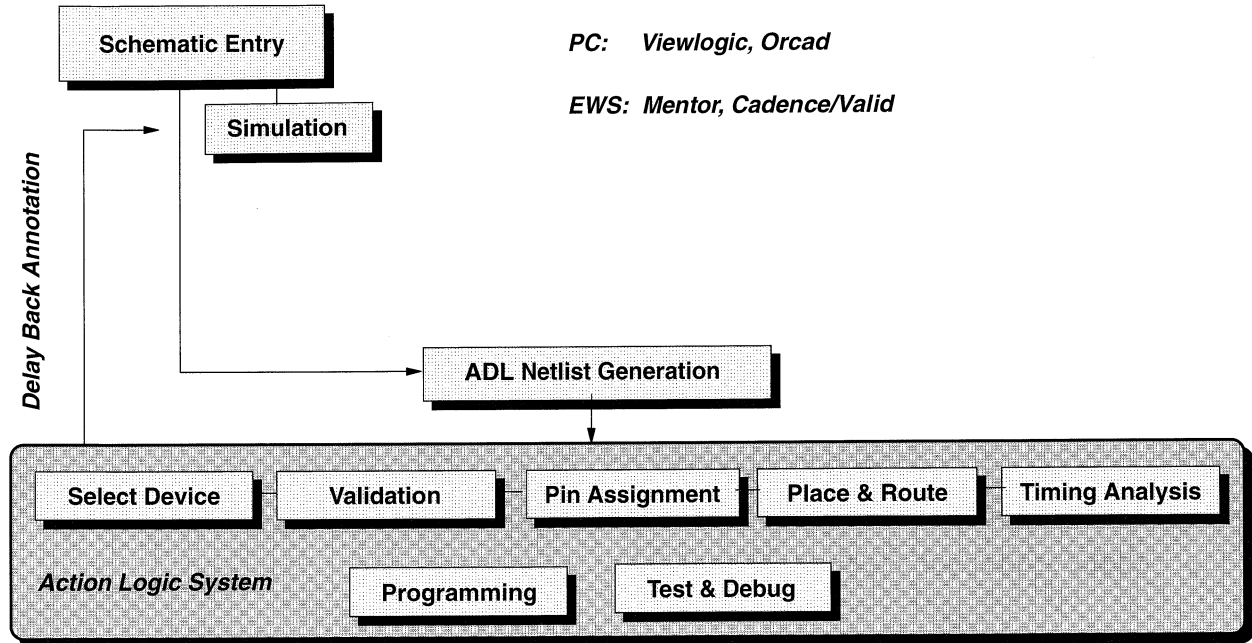 Schematic Entry
PC: Viewlogic, Orcad
EWS: Mentor, Cadence/Valid
Simulation
Delay Back Annotation
ADL Netlist Generation
Select Device
Validation
Pin Assignment
Place & Route
Timing Analysis
Action Logic System
Programming
Test & Debug